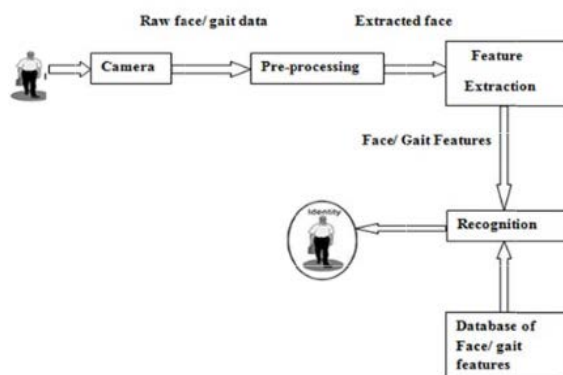 Raw face/ gait data
Extracted face
Camera
Pre-processing
Feature
Extraction
Face/ Gait Features
Identity
Recognition
Database of
Face/ gait
features